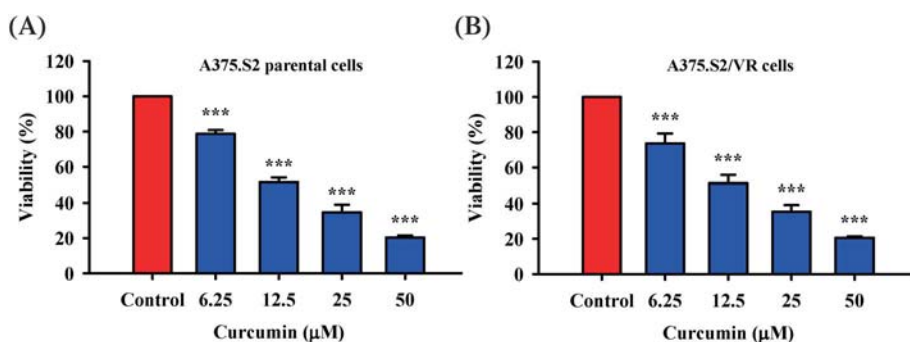 (A)
A375.S2 parental cells
Viability (%)
120
100
80
60
40
20
0
***
***
***
***
Control 6.25 12.5 25 50
Curcumin (μM)
(B)
A375.S2/VR cells
Viability (%)
120
100
80
60
40
20
0
***
***
***
***
Control 6.25 12.5 25 50
Curcumin (μM)